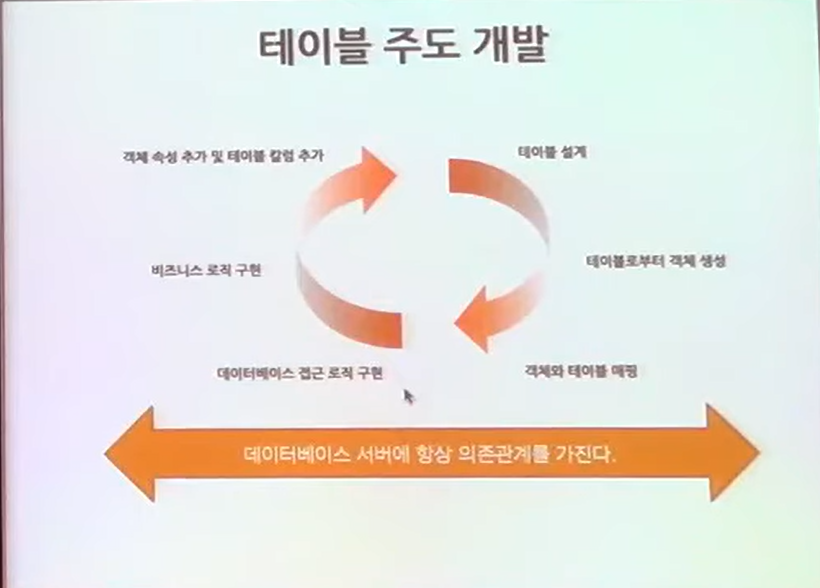 테이블 주도 개발
객체 속성 추가 및 테이블 칼럼 추가
테이블 설계
비즈니스 로직 구현
테이블로부터 객체 생성
데이터베이스 접근 로직 구현
객체와 테이블 매핑
데이터베이스 서버에 항상 의존관계를 가진다.